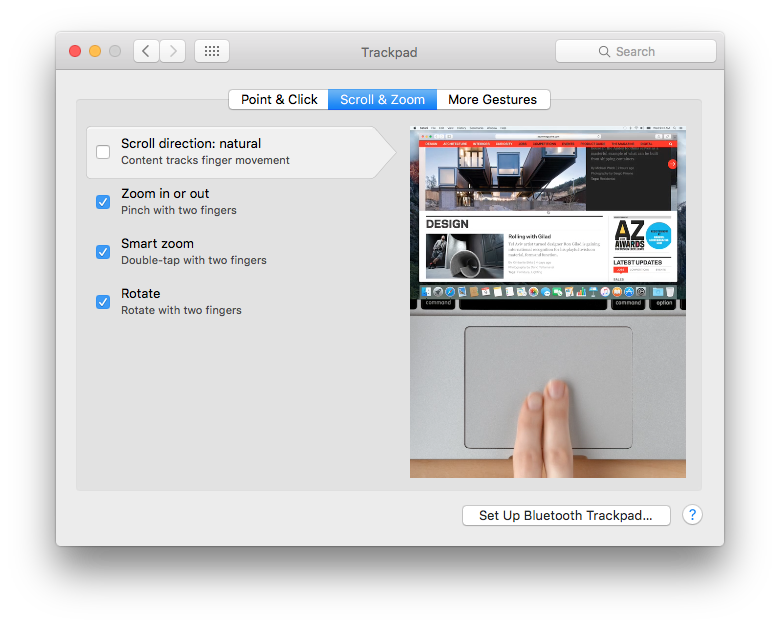 Trackpad
Search
Point & Click
Scroll & Zoom
More Gestures
Scroll direction: natural
Content tracks finger movement
Zoom in or out
Pinch with two fingers
Smart zoom
Double-tap with two fingers
Rotate
Rotate with two fingers
DESIGN
Rolling with Gilad
AZ
AWARDS
LATEST UPDATES
command
command
option
Set Up Bluetooth Trackpad...
?